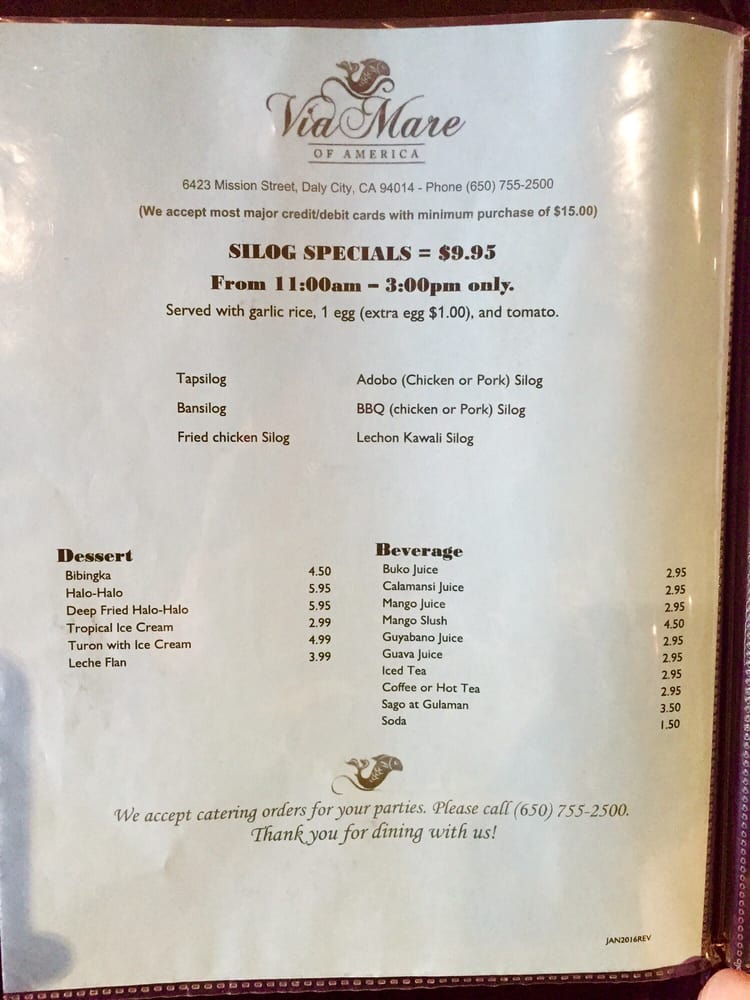 Via Mare
OF AMERICA
6423 Mission Street, Daly City, CA 94014 - Phone (650) 755-2500
(We accept most major credit/debit cards with minimum purchase of $15.00)
SILOG SPECIALS = $9.95
From 11:00am – 3:00pm only.
Served with garlic rice, 1 egg (extra egg $1.00), and tomato.
Tapsilog
Bansilog
Fried chicken Silog
Adobo (Chicken or Pork) Silog
BBQ (chicken or Pork) Silog
Lechon Kawali Silog
Dessert
Bibingka 4.50
Halo-Halo 5.95
Deep Fried Halo-Halo 5.95
Tropical Ice Cream 2.99
Turon with Ice Cream 4.99
Leche Flan 3.99
Beverage
Buko Juice 2.95
Calamansi Juice 2.95
Mango Juice 2.95
Mango Slush 4.50
Guyabano Juice 2.95
Guava Juice 2.95
Iced Tea 2.95
Coffee or Hot Tea 2.95
Sago at Gulaman 3.50
Soda 1.50
We accept catering orders for your parties. Please call (650) 755-2500.
Thank you for dining with us!
JAN2016REV